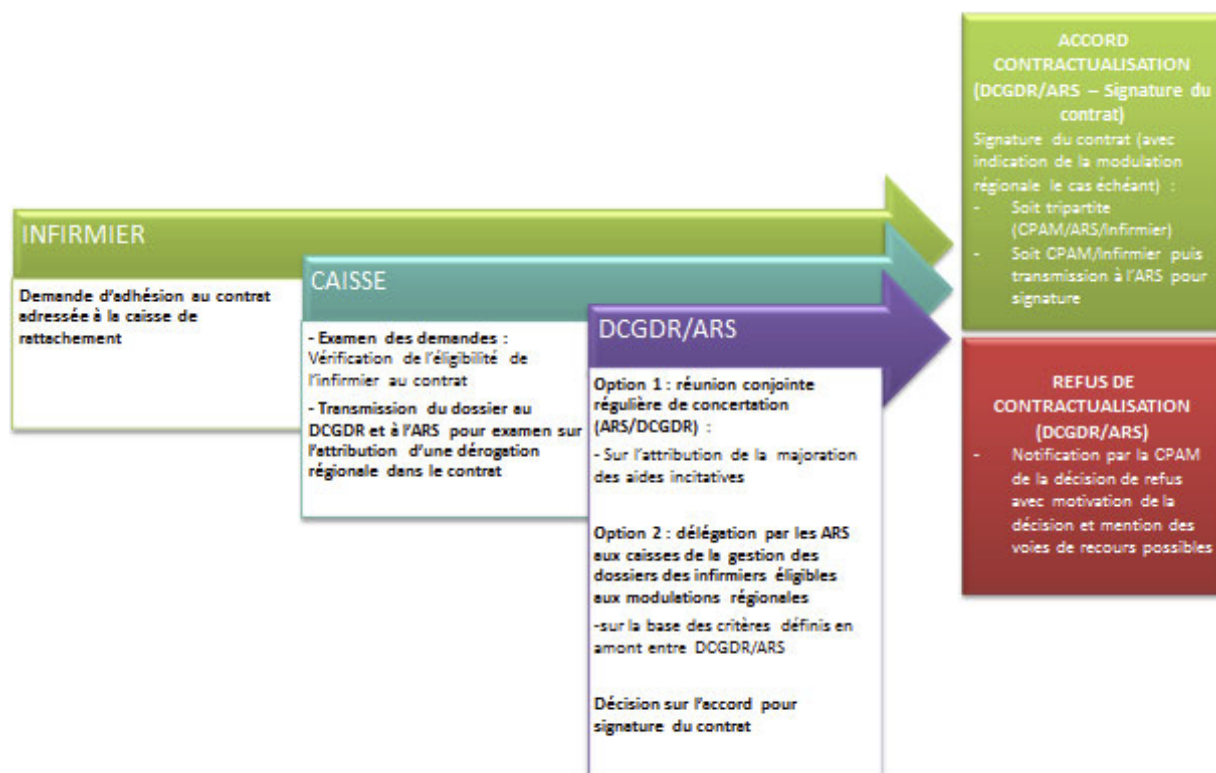 INFIRMIER
Demande d'adhésion au contrat
adressée à la caisse de
rattachement
CAISSE
- Examen des demandes :
Vérification de l'éligibilité de
l'infirmier au contrat
- Transmission du dossier au
DCGDR et à l'ARS pour examen sur
l'attribution d'une dérogation
régionale dans le contrat
DCGDR/ARS
Option 1 : réunion conjointe
régulière de concertation
(ARS/DCGDR) :
- Sur l'attribution de la majoration
des aides incitatives
Option 2 : délégation par les ARS
aux caisses de la gestion des
dossiers des infirmiers éligibles
aux modulations régionales
-sur la base des critères définis en
amont entre DCGDR/ARS
Décision sur l'accord pour
signature du contrat
ACCORD
CONTRACTUALISATION
(DCGDR/ARS – Signature du
contrat)
Signature du contrat (avec
indication de la modulation
régionale le cas échéant) :
- Soit tripartite
(CPAM/ARS/Infirmier)
- Soit CPAM/Infirmier puis
transmission à l'ARS pour
signature
REFUS DE
CONTRACTUALISATION
(DCGDR/ARS)
- Notification par la CPAM
de la décision de refus
avec motivation de la
décision et mention des
voies de recours possibles